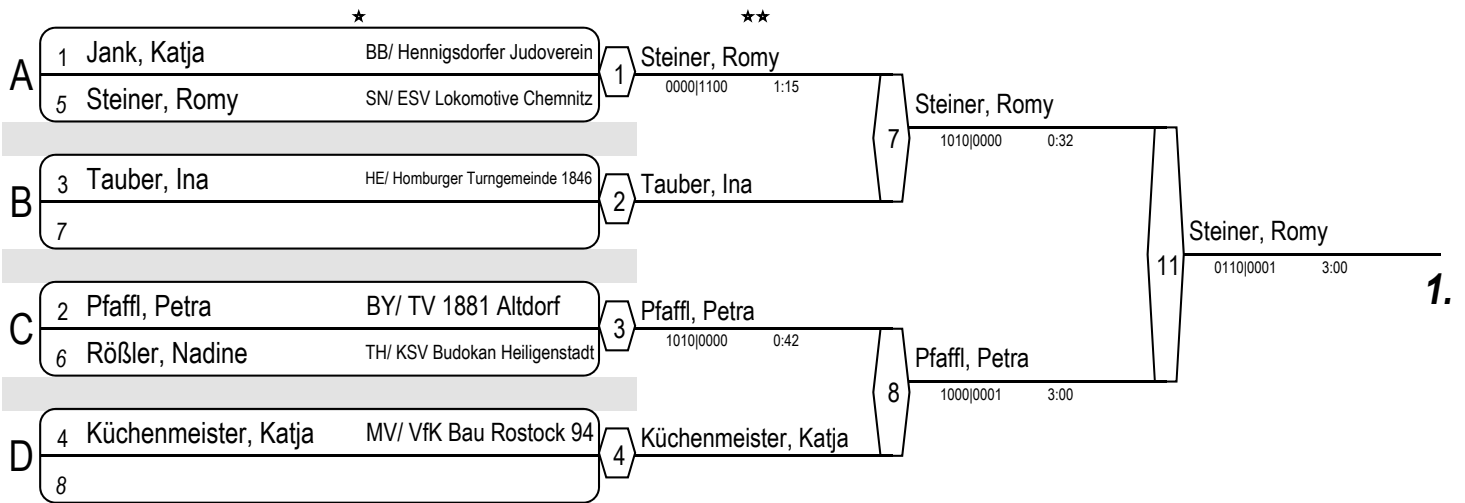 ★ ★★
A
1 Jank, Katja BB/ Hennigsdorfer Judoverein
5 Steiner, Romy SN/ ESV Lokomotive Chemnitz
1
Steiner, Romy
0000|1100 1:15
B
3 Tauber, Ina HE/ Homburger Turngemeinde 1846
7
2
Tauber, Ina
7
Steiner, Romy
1010|0000 0:32
C
2 Pfaffl, Petra BY/ TV 1881 Altdorf
6 Rößler, Nadine TH/ KSV Budokan Heiligenstadt
3
Pfaffl, Petra
1010|0000 0:42
D
4 Küchenmeister, Katja MV/ VfK Bau Rostock 94
8
4
Küchenmeister, Katja
8
Pfaffl, Petra
1000|0001 3:00
11
Steiner, Romy
0110|0001 3:00
1.